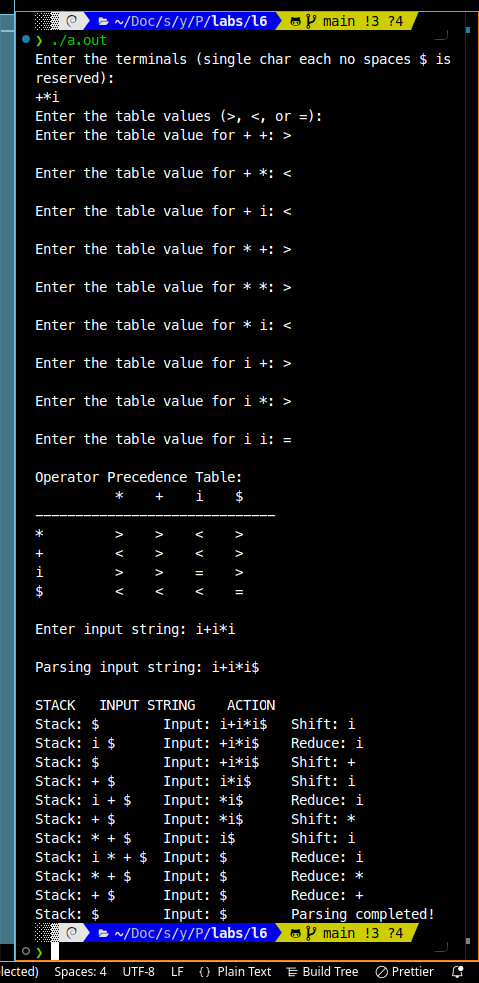 ~/Doc/s/y/P/labs/l6 main !3 ?4
❯ ./a.out
Enter the terminals (single char each no spaces $ is
reserved):
+*i
Enter the table values (>, <, or =):
Enter the table value for + +: >
Enter the table value for + *: <
Enter the table value for + i: <
Enter the table value for * +: >
Enter the table value for * *: >
Enter the table value for * i: <
Enter the table value for i +: >
Enter the table value for i *: >
Enter the table value for i i: =
Operator Precedence Table:
* + i $
-------------------------------
* > > < >
+ < > < >
i > > = >
$ < < < =
Enter input string: i+i*i
Parsing input string: i+i*i$
STACK INPUT STRING ACTION
Stack: $ Input: i+i*i$ Shift: i
Stack: i $ Input: +i*i$ Reduce: i
Stack: $ Input: +i*i$ Shift: +
Stack: + $ Input: i*i$ Shift: i
Stack: i + $ Input: *i$ Reduce: i
Stack: + $ Input: *i$ Shift: *
Stack: * + $ Input: i$ Shift: i
Stack: i * + $ Input: $ Reduce: i
Stack: * + $ Input: $ Reduce: *
Stack: + $ Input: $ Reduce: +
Stack: $ Input: $ Parsing completed!
~/Doc/s/y/P/labs/l6 main !3 ?4
❯
lected) Spaces: 4 UTF-8 LF {} Plain Text Build Tree Prettier